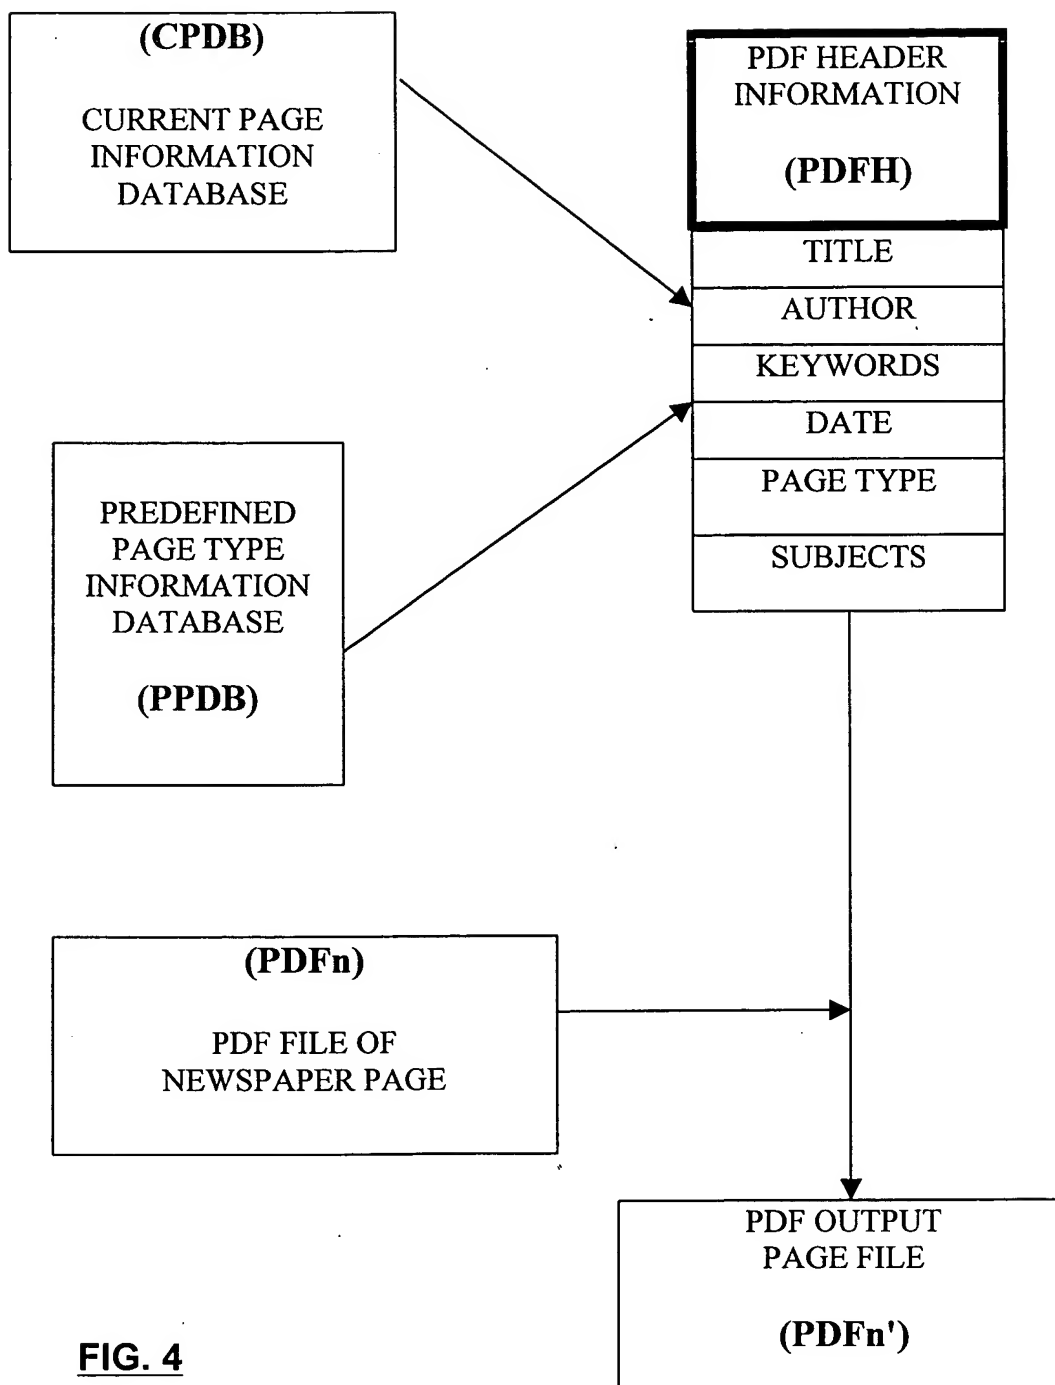 (CPDB)
CURRENT PAGE
INFORMATION
DATABASE
PDF HEADER
INFORMATION
(PDFH)
TITLE
AUTHOR
KEYWORDS
DATE
PAGE TYPE
SUBJECTS
PREDEFINED
PAGE TYPE
INFORMATION
DATABASE
(PPDB)
(PDFn)
PDF FILE OF
NEWSPAPER PAGE
PDF OUTPUT
PAGE FILE
(PDFn')
FIG. 4